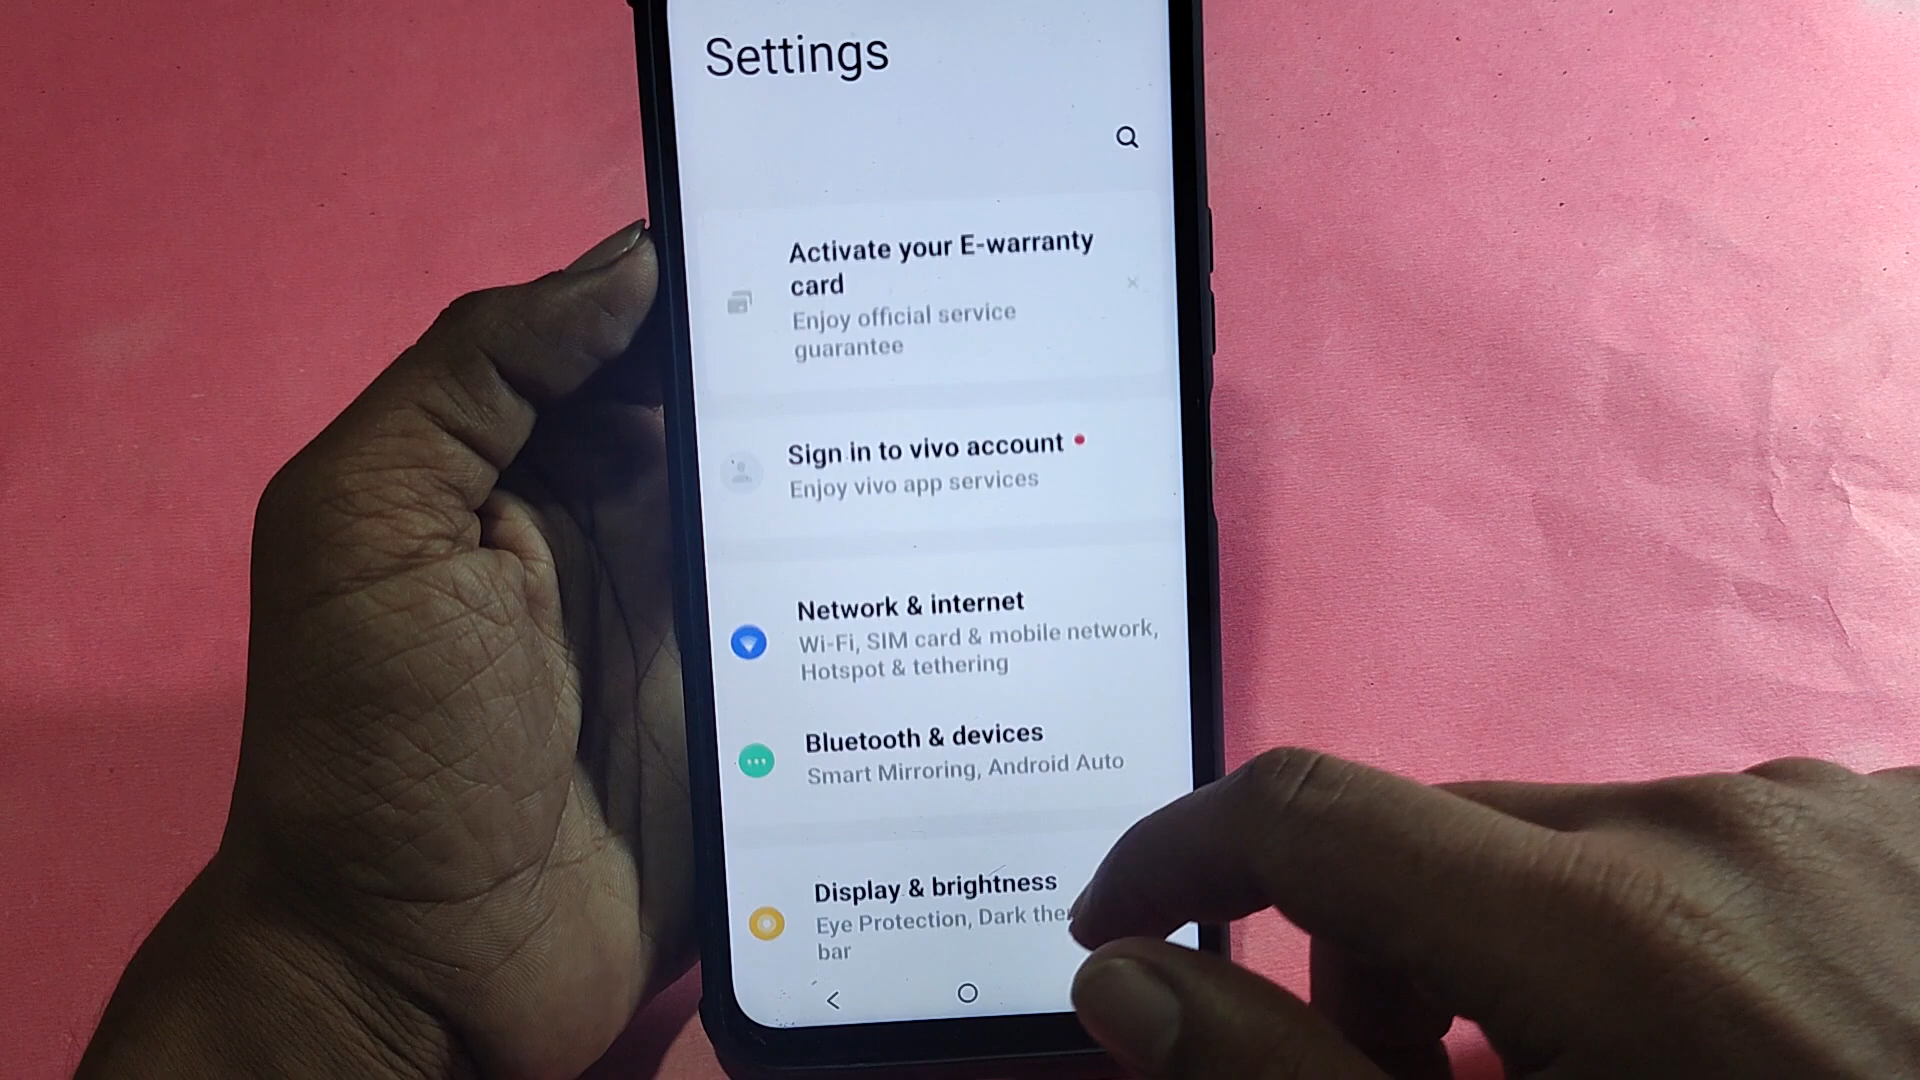 Settings
Activate your E-warranty
card
Enjoy official service
guarantee
Sign in to vivo account
Enjoy vivo app services
Network & internet
Wi-Fi, SIM card & mobile network,
Hotspot & tethering
Bluetooth & devices
Smart Mirroring, Android Auto
Display & brightness
Eye Protection, Dark
bar